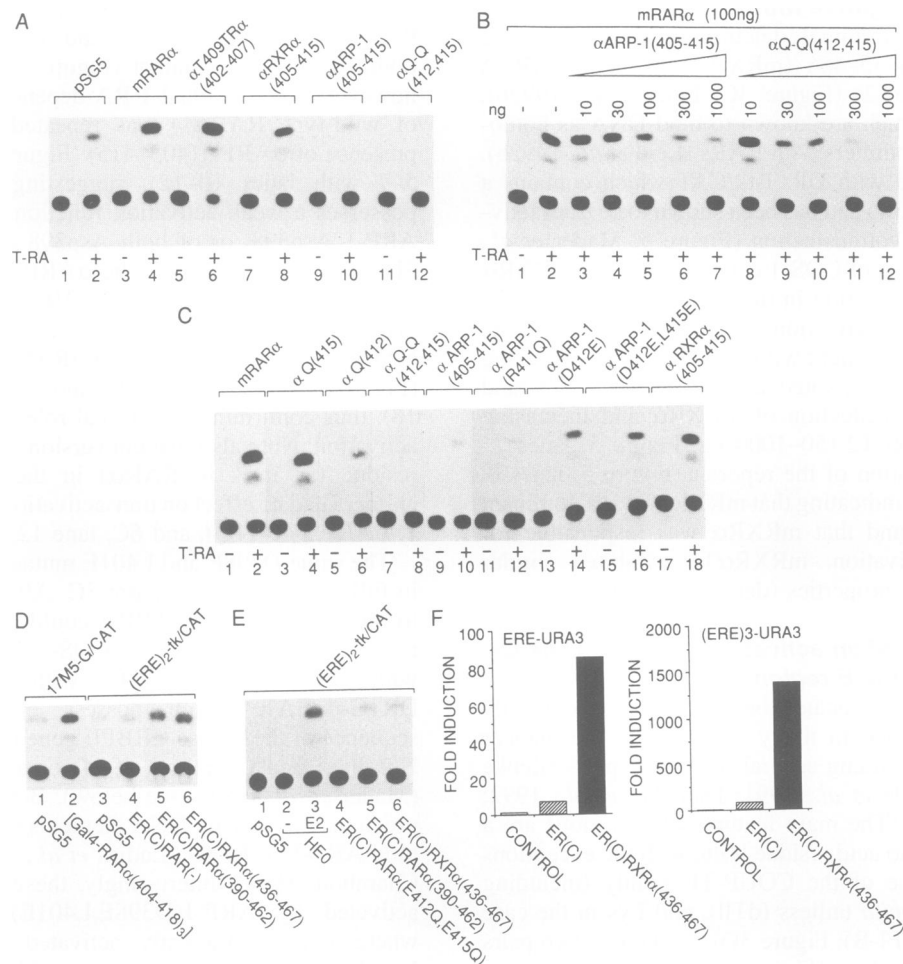 A
pSG5
mRARα
αT409TRα
(402-407)
αRXRα
(405-415)
αARP-1
(405-415)
αQ-Q
(412,415)
T-RA - + - + - + - + - + - +
1 2 3 4 5 6 7 8 9 10 11 12
B
mRARα (100ng)
αARP-1(405-415)
αQ-Q(412,415)
ng - - 10 30 100 300 1000 10 30 100 300 1000
T-RA - + + + + + + + + + + +
1 2 3 4 5 6 7 8 9 10 11 12
C
mRARα
α Q(415)
α Q(412)
α Q-Q
(412,415)
α ARP-1
(405-415)
α ARP-1
(R411Q)
α ARP-1
(D412E)
α ARP-1
(D412E,L415E)
α RXRα
(405-415)
T-RA - + - + - + - + - + - + - + - + - +
1 2 3 4 5 6 7 8 9 10 11 12 13 14 15 16 17 18
D
17M5-G/CAT
(ERE)2-tk/CAT
1 2 3 4 5 6
pSG5
[Gal4-RARα(404-418)3]
pSG5
ER(C)RAR(-)
ER(C)RARα(390-462)
ER(C)RXRα(436-467)
E
(ERE)2-tk/CAT
1 2 3 4 5 6
pSG5
- E2
HE0
ER(C)RARα(E412Q,E415Q)
ER(C)RARα(390-462)
ER(C)RXRα(436-467)
F
ERE-URA3
FOLD INDUCTION
100
80
60
40
20
0
CONTROL
ER(C)
ER(C)RXRα(436-467)
(ERE)3-URA3
FOLD INDUCTION
2000
1500
1000
500
0
CONTROL
ER(C)
ER(C)RXRα(436-467)